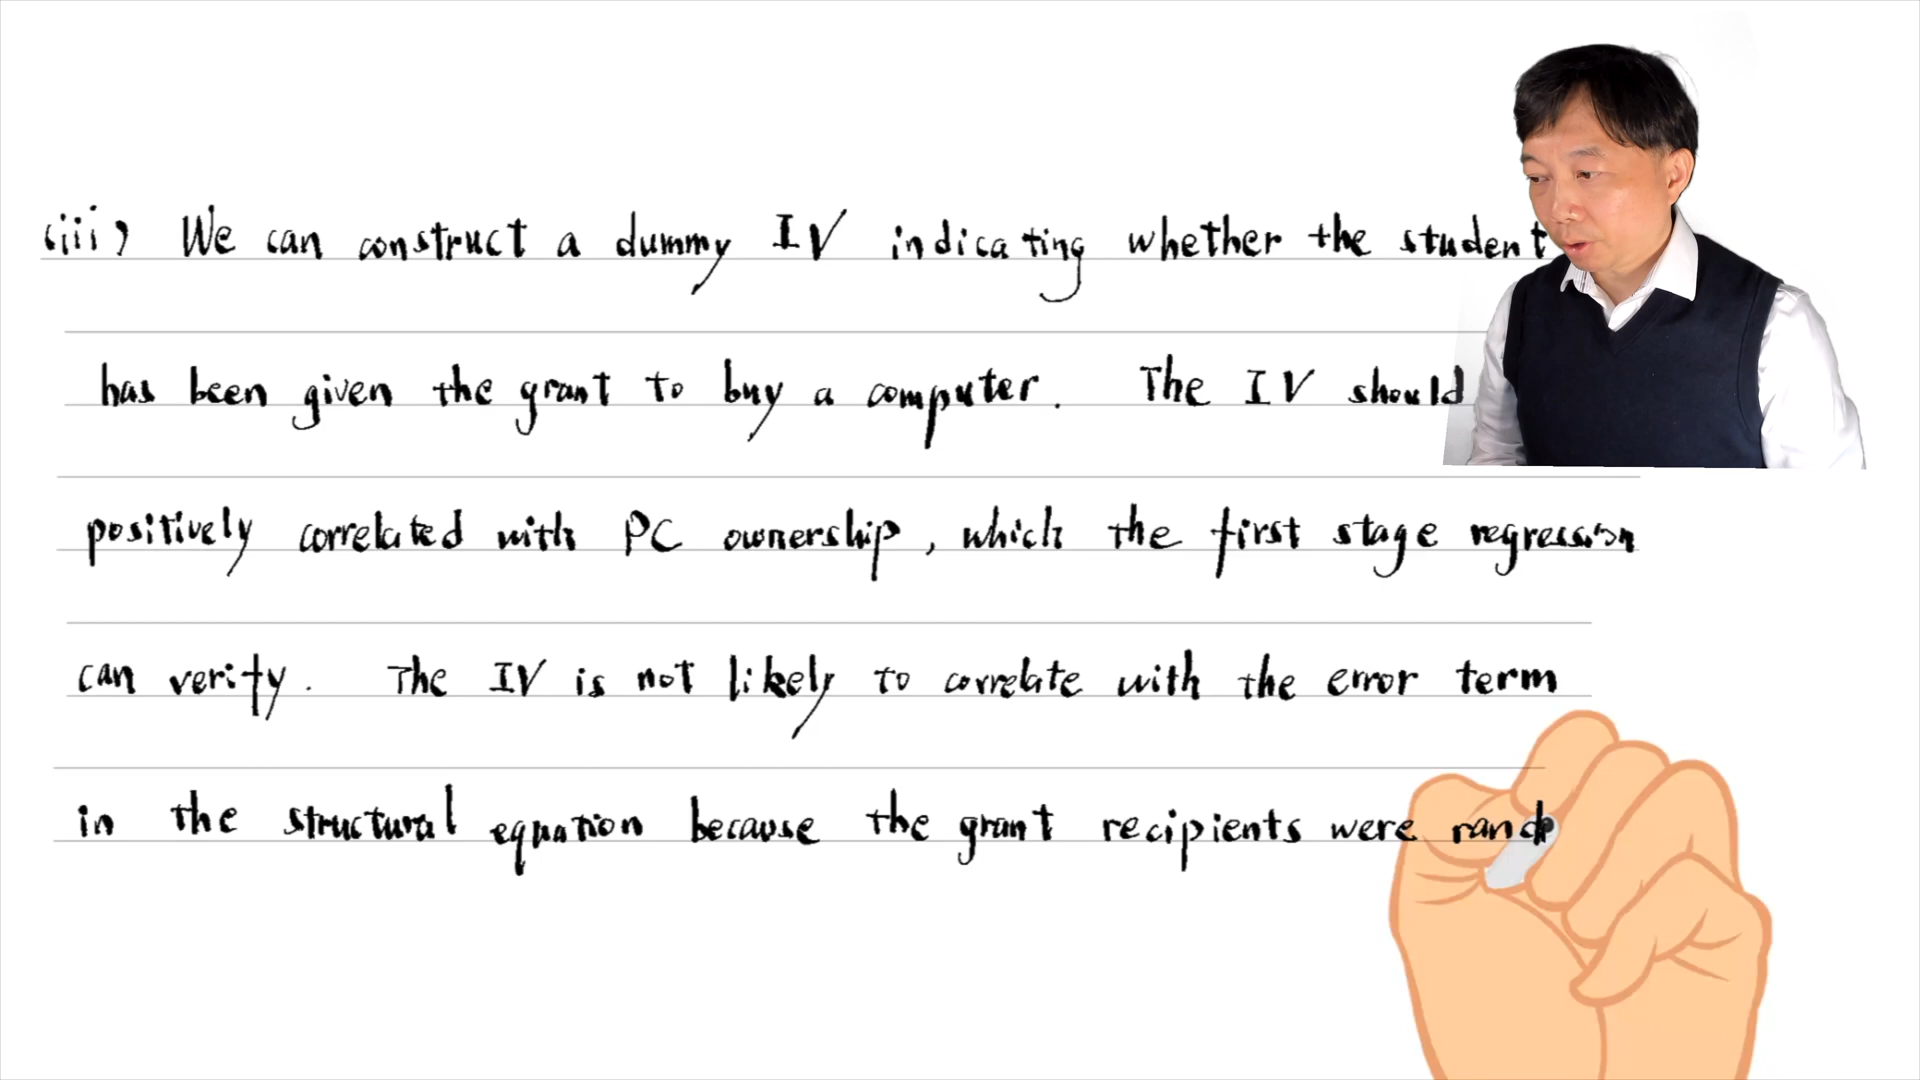 (iii) We can construct a dummy IV indicating whether the student
has been given the grant to buy a computer. The IV should
positively correlated with PC ownership, which the first stage regression
can verify. The IV is not likely to correlate with the error term
in the structural equation because the grant recipients were rand